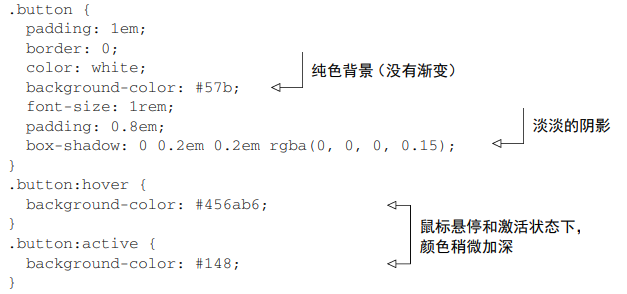 .button {
  padding: 1em;
  border: 0;
  color: white;
  background-color: #57b;
纯色背景（没有渐变）
  font-size: 1rem;
  padding: 0.8em;
  box-shadow: 0 0.2em 0.2em rgba(0, 0, 0, 0.15);
淡淡的阴影
}
.button:hover {
  background-color: #456ab6;
}
.button:active {
  background-color: #148;
}
鼠标悬停和激活状态下，
颜色稍微加深